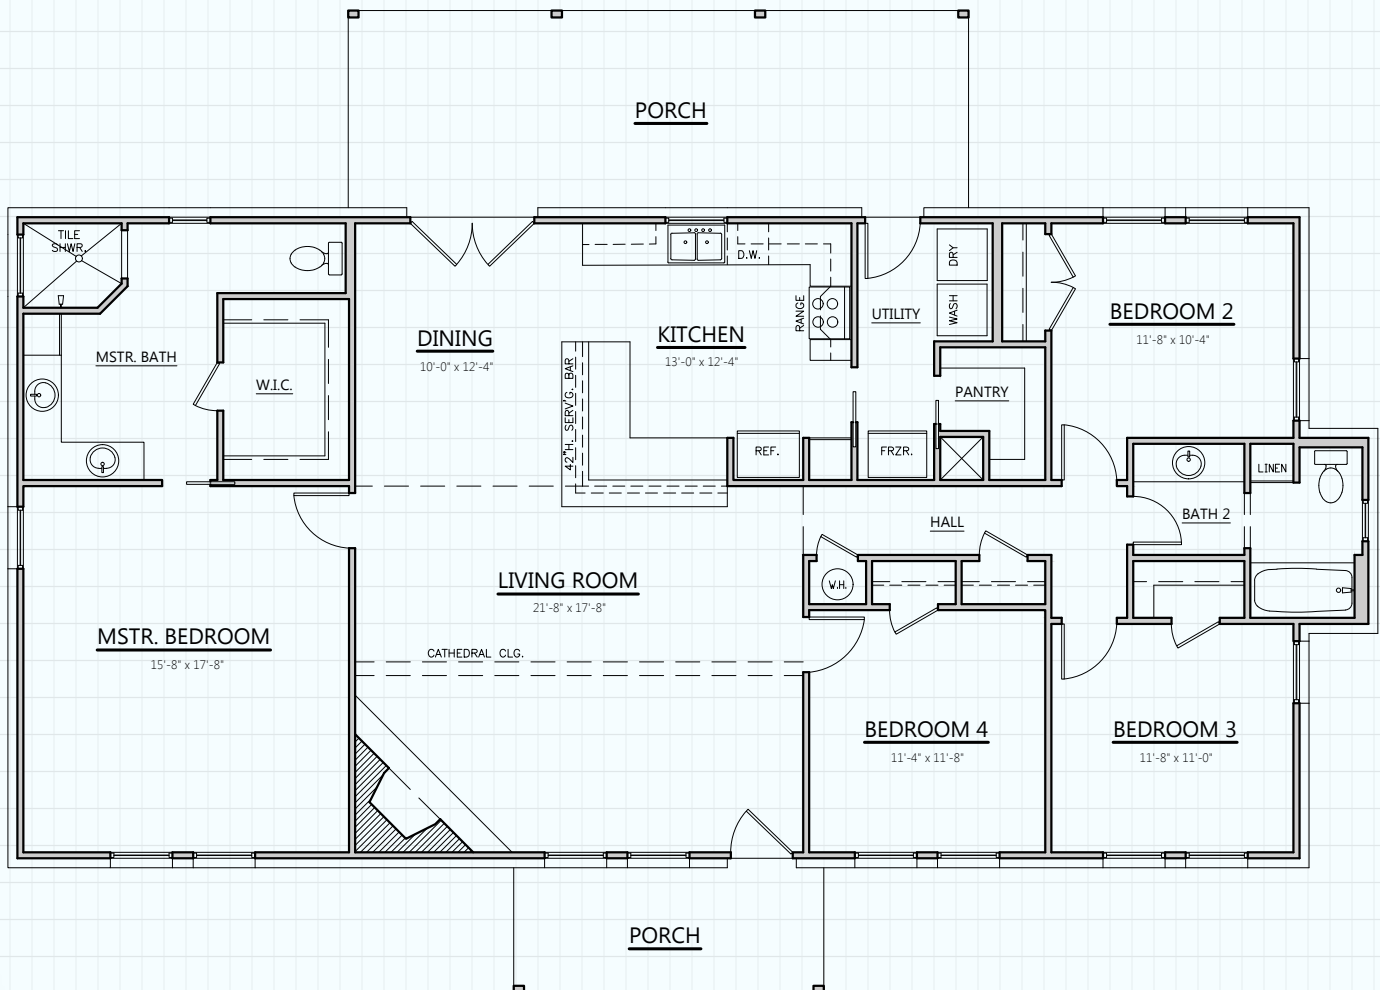 PORCH
TILE
SHWR.
D.W.
DRY
WASH
RANGE
UTILITY
BEDROOM 2
11'-8" x 10'-4"
DINING
10'-0" x 12'-4"
KITCHEN
13'-0" x 12'-4"
MSTR. BATH
W.I.C.
42"H. SERV'G. BAR
PANTRY
REF.
FRZR.
LINEN
HALL
BATH 2
LIVING ROOM
21'-8" x 17'-8"
W.H.
MSTR. BEDROOM
15'-8" x 17'-8"
CATHEDRAL CLG.
BEDROOM 4
11'-4" x 11'-8"
BEDROOM 3
11'-8" x 11'-0"
PORCH